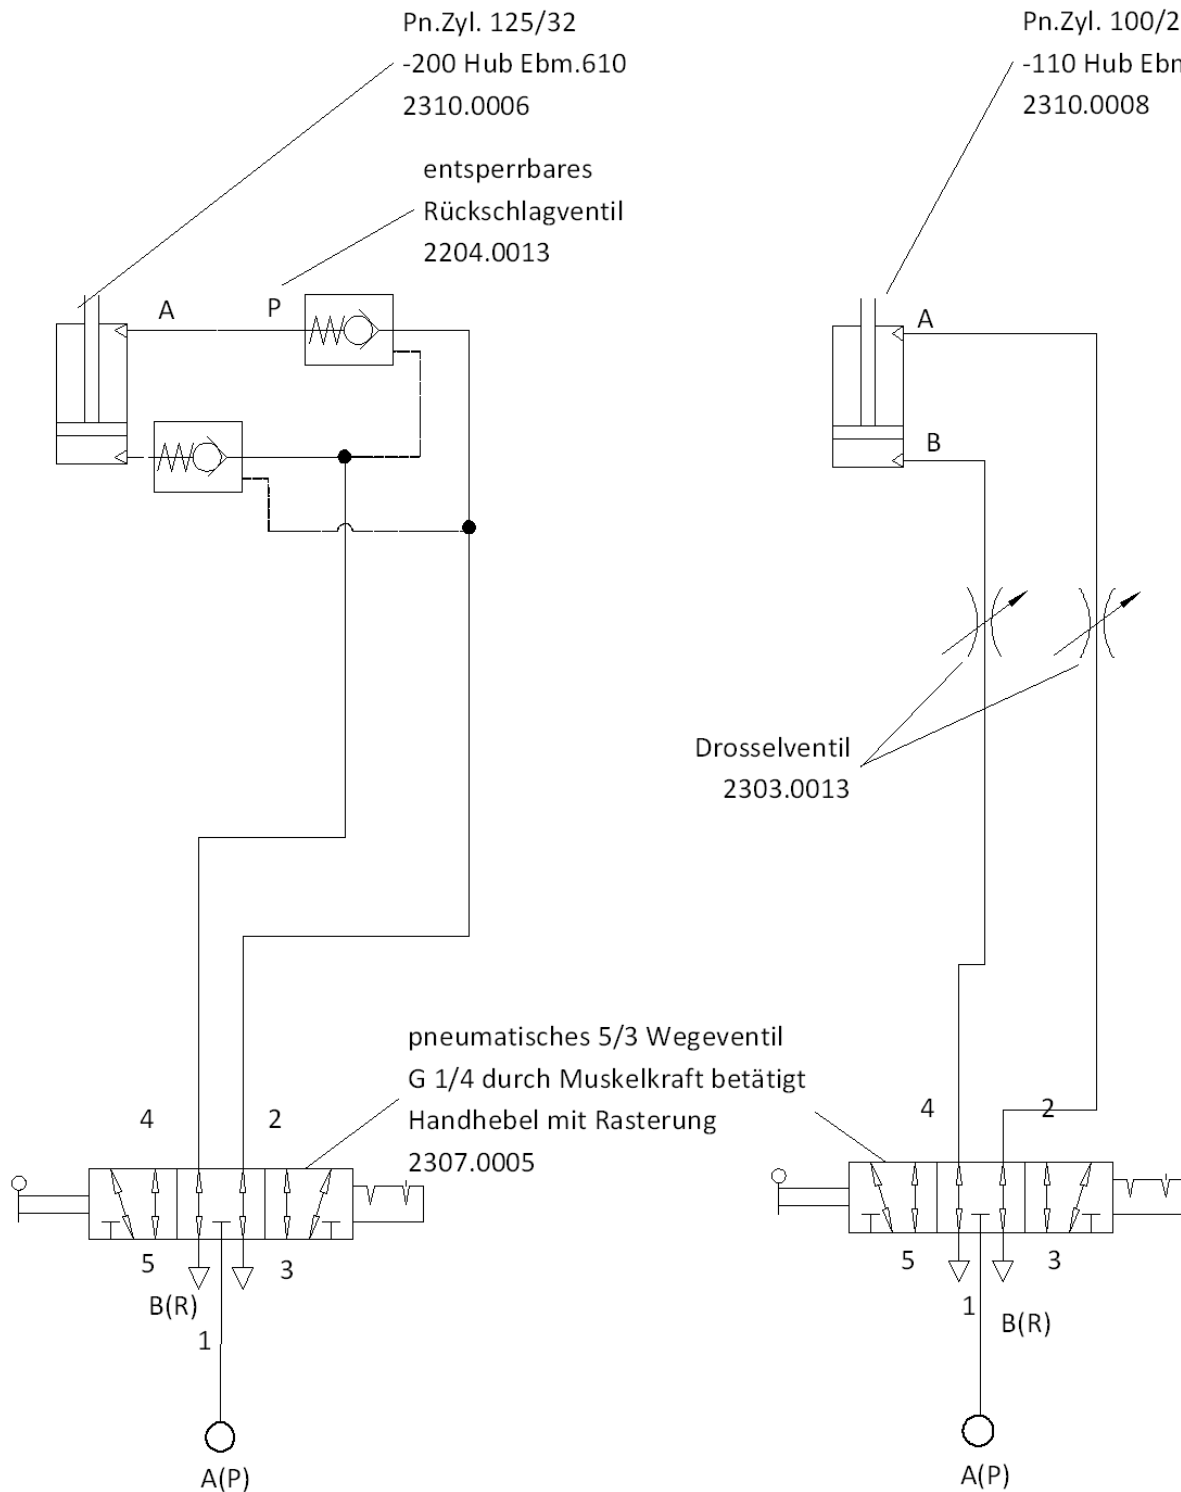 Pn.Zyl. 125/32
-200 Hub Ebm.610
2310.0006
Pn.Zyl. 100/2
-110 Hub
2310.0008
entsperrbares
Rückschlagventil
2204.0013
A
P
A
B
Drosselventil
2303.0013
pneumatisches 5/3 Wegeventil
G 1/4 durch Muskelkraft betätigt
Handhebel mit Rasterung
2307.0005
4
2
4
2
5
3
B(R)
1
A(P)
5
3
1
B(R)
A(P)